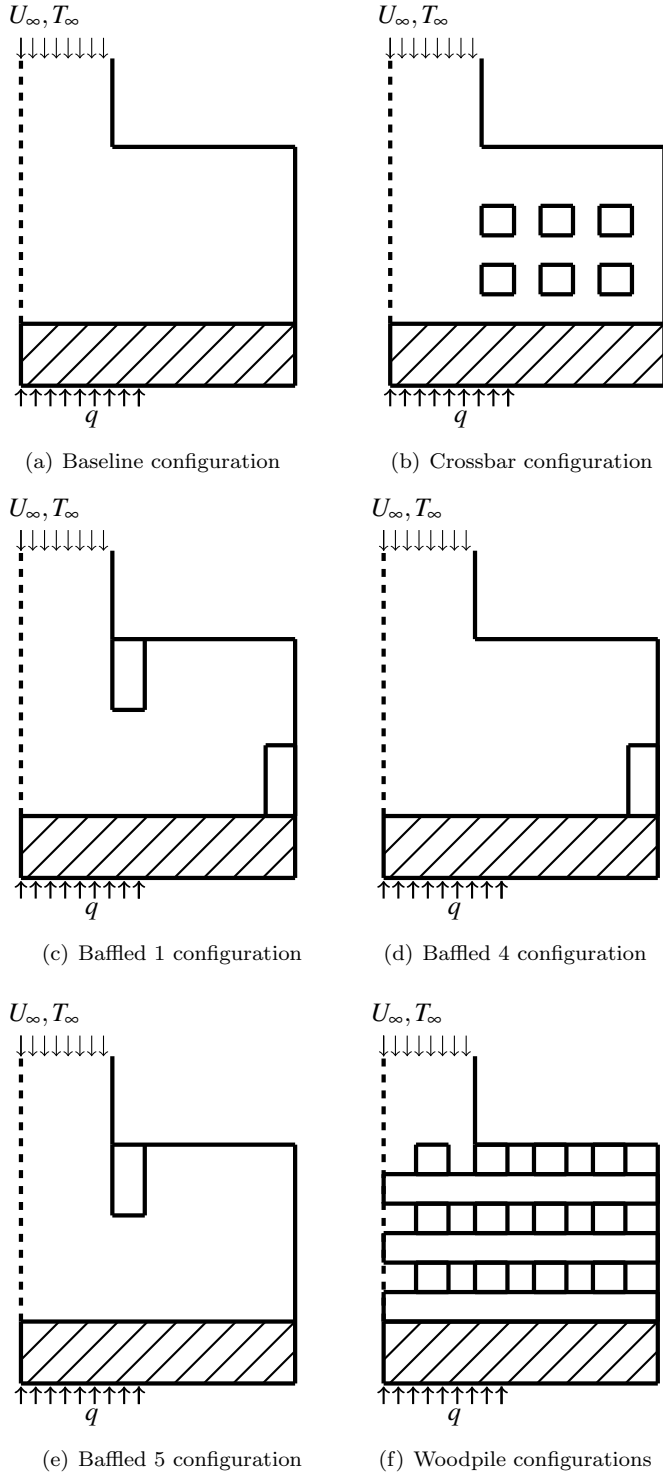 U∞, T∞
U∞, T∞
q
q
(a) Baseline configuration
(b) Crossbar configuration
U∞, T∞
U∞, T∞
q
q
(c) Baffled 1 configuration
(d) Baffled 4 configuration
U∞, T∞
U∞, T∞
q
q
(e) Baffled 5 configuration
(f) Woodpile configurations